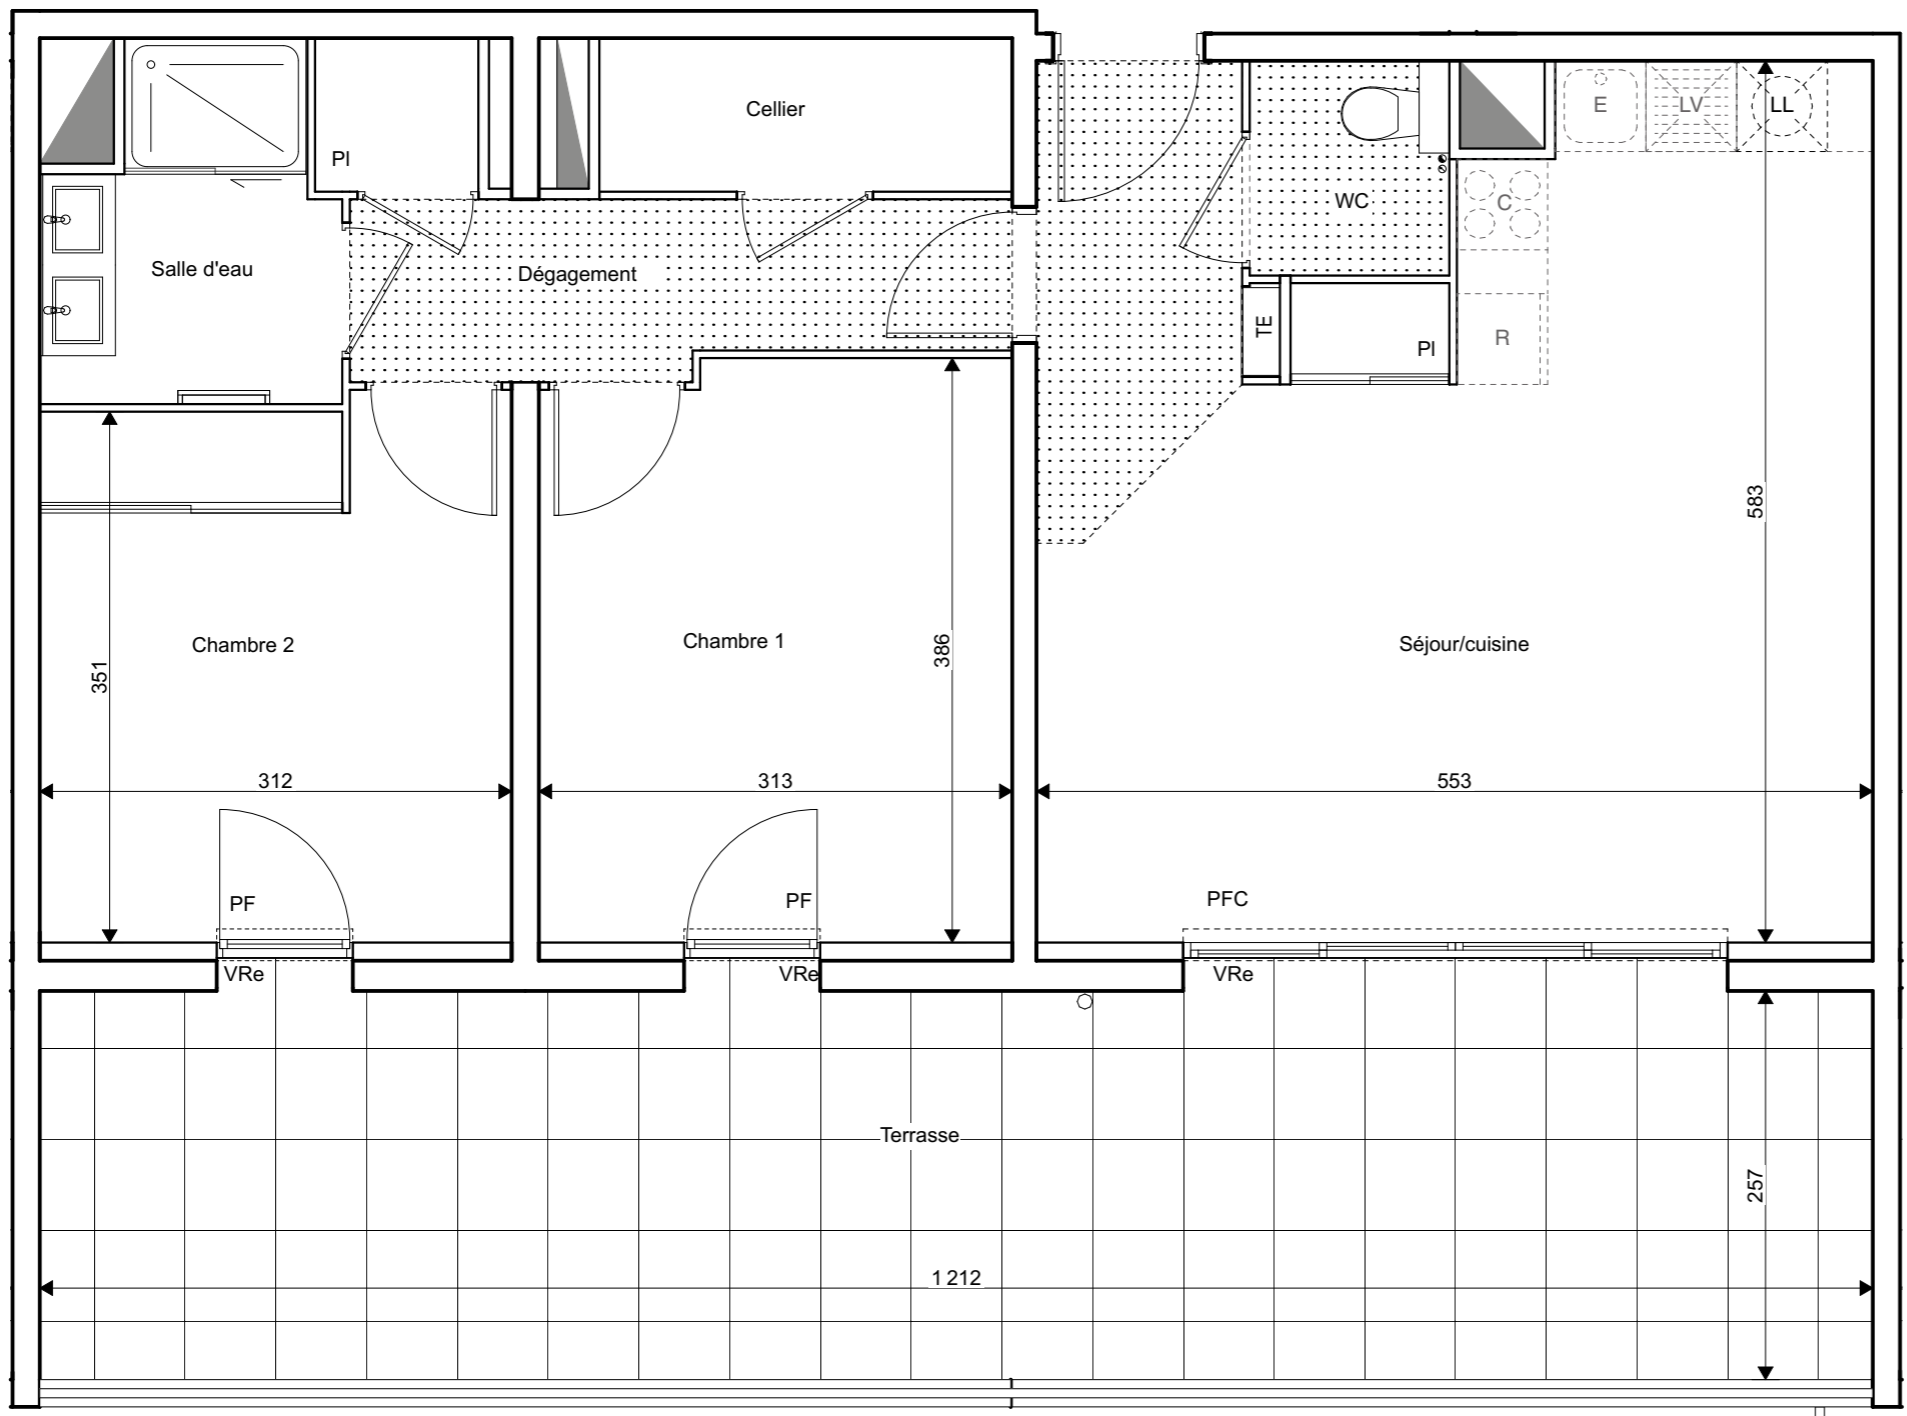 Cellier
E
LV
LL
Pl
WC
C
Salle d'eau
Dégagement
TE
Pl
R
583
Chambre 2
Chambre 1
Séjour/cuisine
351
386
312
313
553
PF
PF
PFC
VRe
VRe
VRe
Terrasse
257
1 212